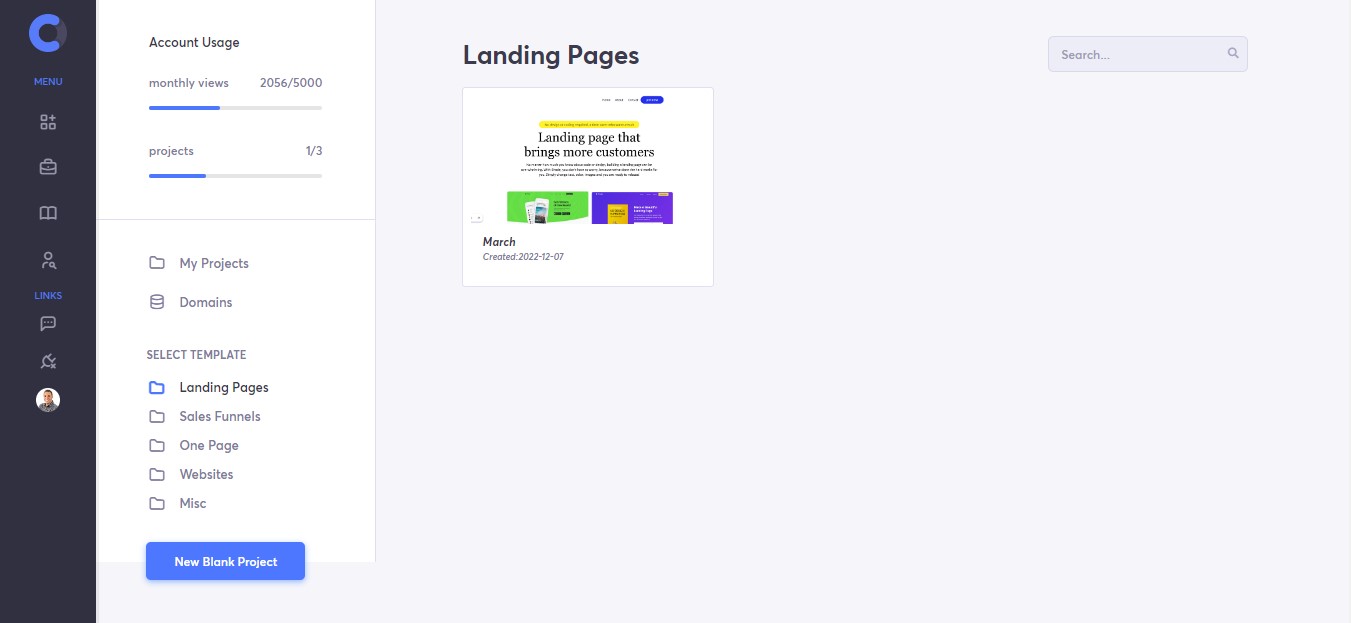 MENU
LINKS
Account Usage
monthly views 2056/5000
projects 1/3
My Projects
Domains
SELECT TEMPLATE
Landing Pages
Sales Funnels
One Page
Websites
Misc
New Blank Project
Landing Pages
Search...
Landing page that
brings more customers
March
Created:2022-12-07